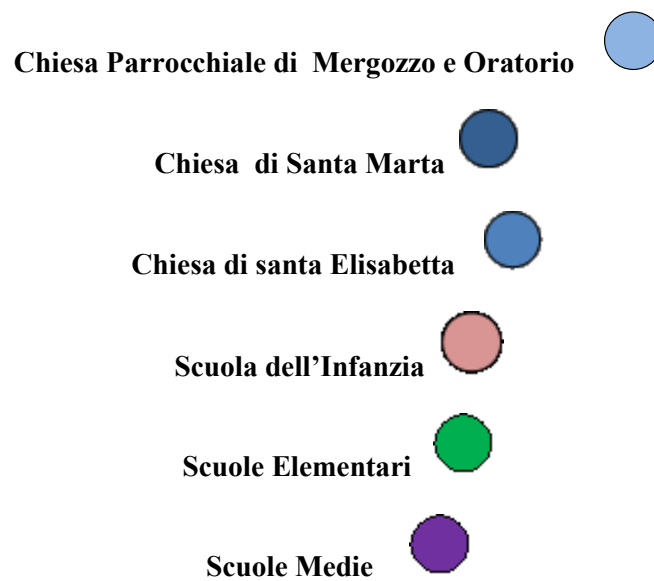 Chiesa Parrocchiale di  Mergozzo e Oratorio
Chiesa  di Santa Marta
Chiesa di santa Elisabetta
Scuola dell’Infanzia
Scuole Elementari
Scuole Medie